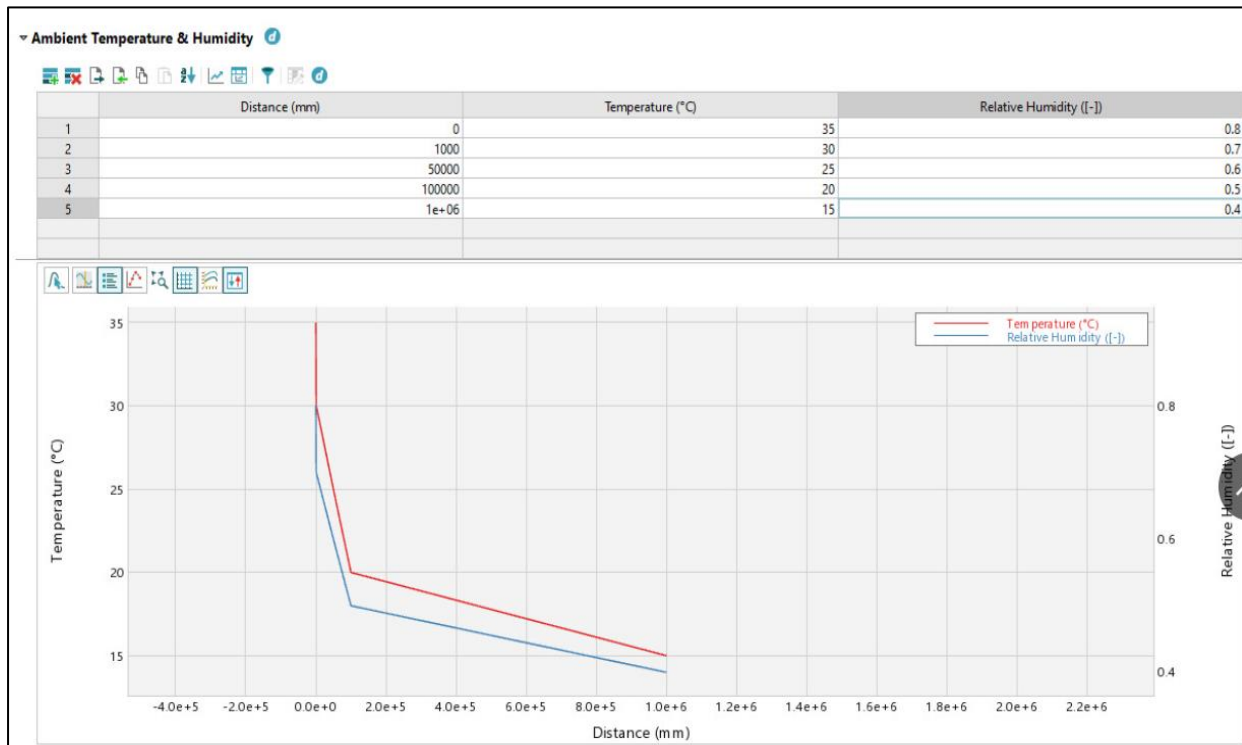 Ambient Temperature & Humidity d
d
Distance (mm) Temperature (°C) Relative Humidity ([-])
1 0 35 0.8
2 1000 30 0.7
3 50000 25 0.6
4 100000 20 0.5
5 1e+06 15 0.4
35
30
25
20
15
Temperature (°C)
Temperature (°C)
Relative Humidity ([-])
0.8
0.6
0.4
Relative Humidity ([-])
-4.0e+5 -2.0e+5 0.0e+0 2.0e+5 4.0e+5 6.0e+5 8.0e+5 1.0e+6 1.2e+6 1.4e+6 1.6e+6 1.8e+6 2.0e+6 2.2e+6
Distance (mm)